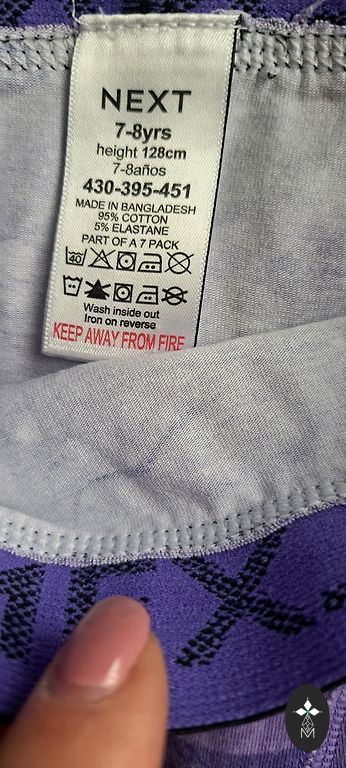 NEXT
7-8yrs
height 128cm
7-8años
430-395-451
MADE IN BANGLADESH
95% COTTON
5% ELASTANE
PART OF A 7 PACK
40
Wash inside out
Iron on reverse
KEEP AWAY FROM FIRE
M